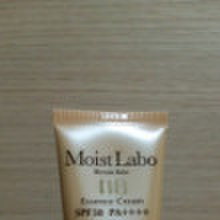 Moist Labo
BB
Essence Cream
SPF50 PA++++